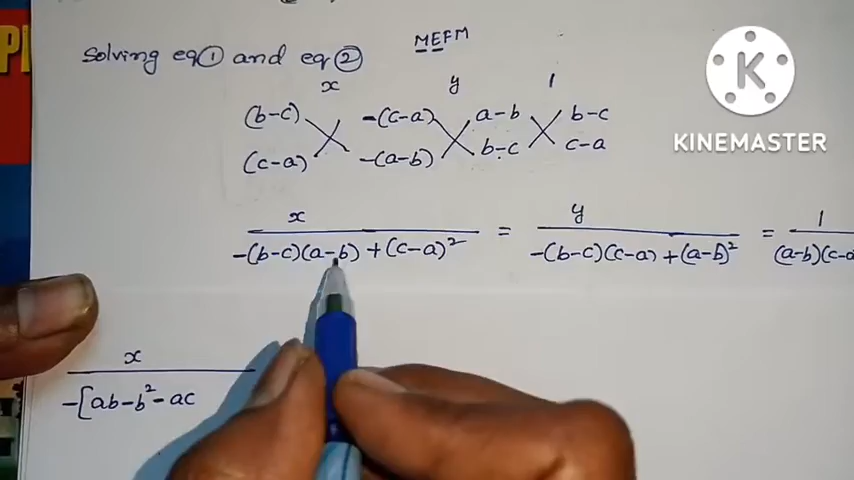 Solving eq① and eq② MEFM
x y 1
(b-c) -(c-a) a-b b-c
(c-a) -(a-b) b-c c-a
x/(-(b-c)(a-b)+(c-a)²) = y/(-(b-c)(c-a)+(a-b)²) = 1/((a-b)(c-a
x/(-[ab-b²-ac
KINEMASTER